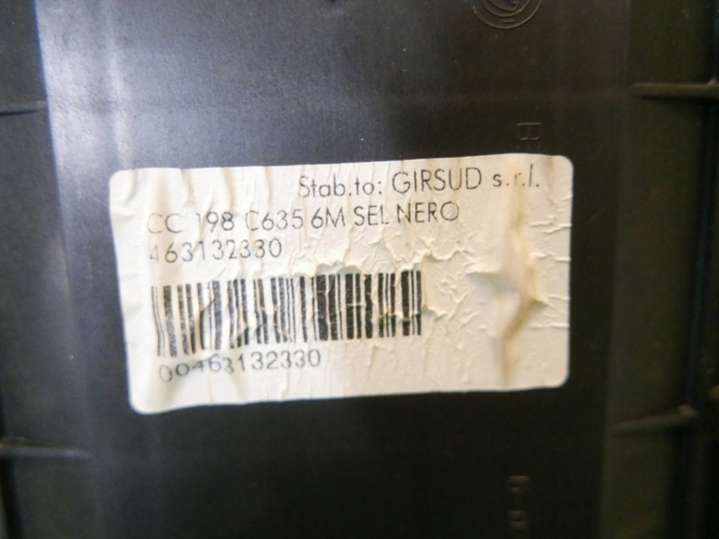 Stab.to: GIRSUD s.r.l.
CC 198 C635 6M SEL NERO
463132330
00463132330